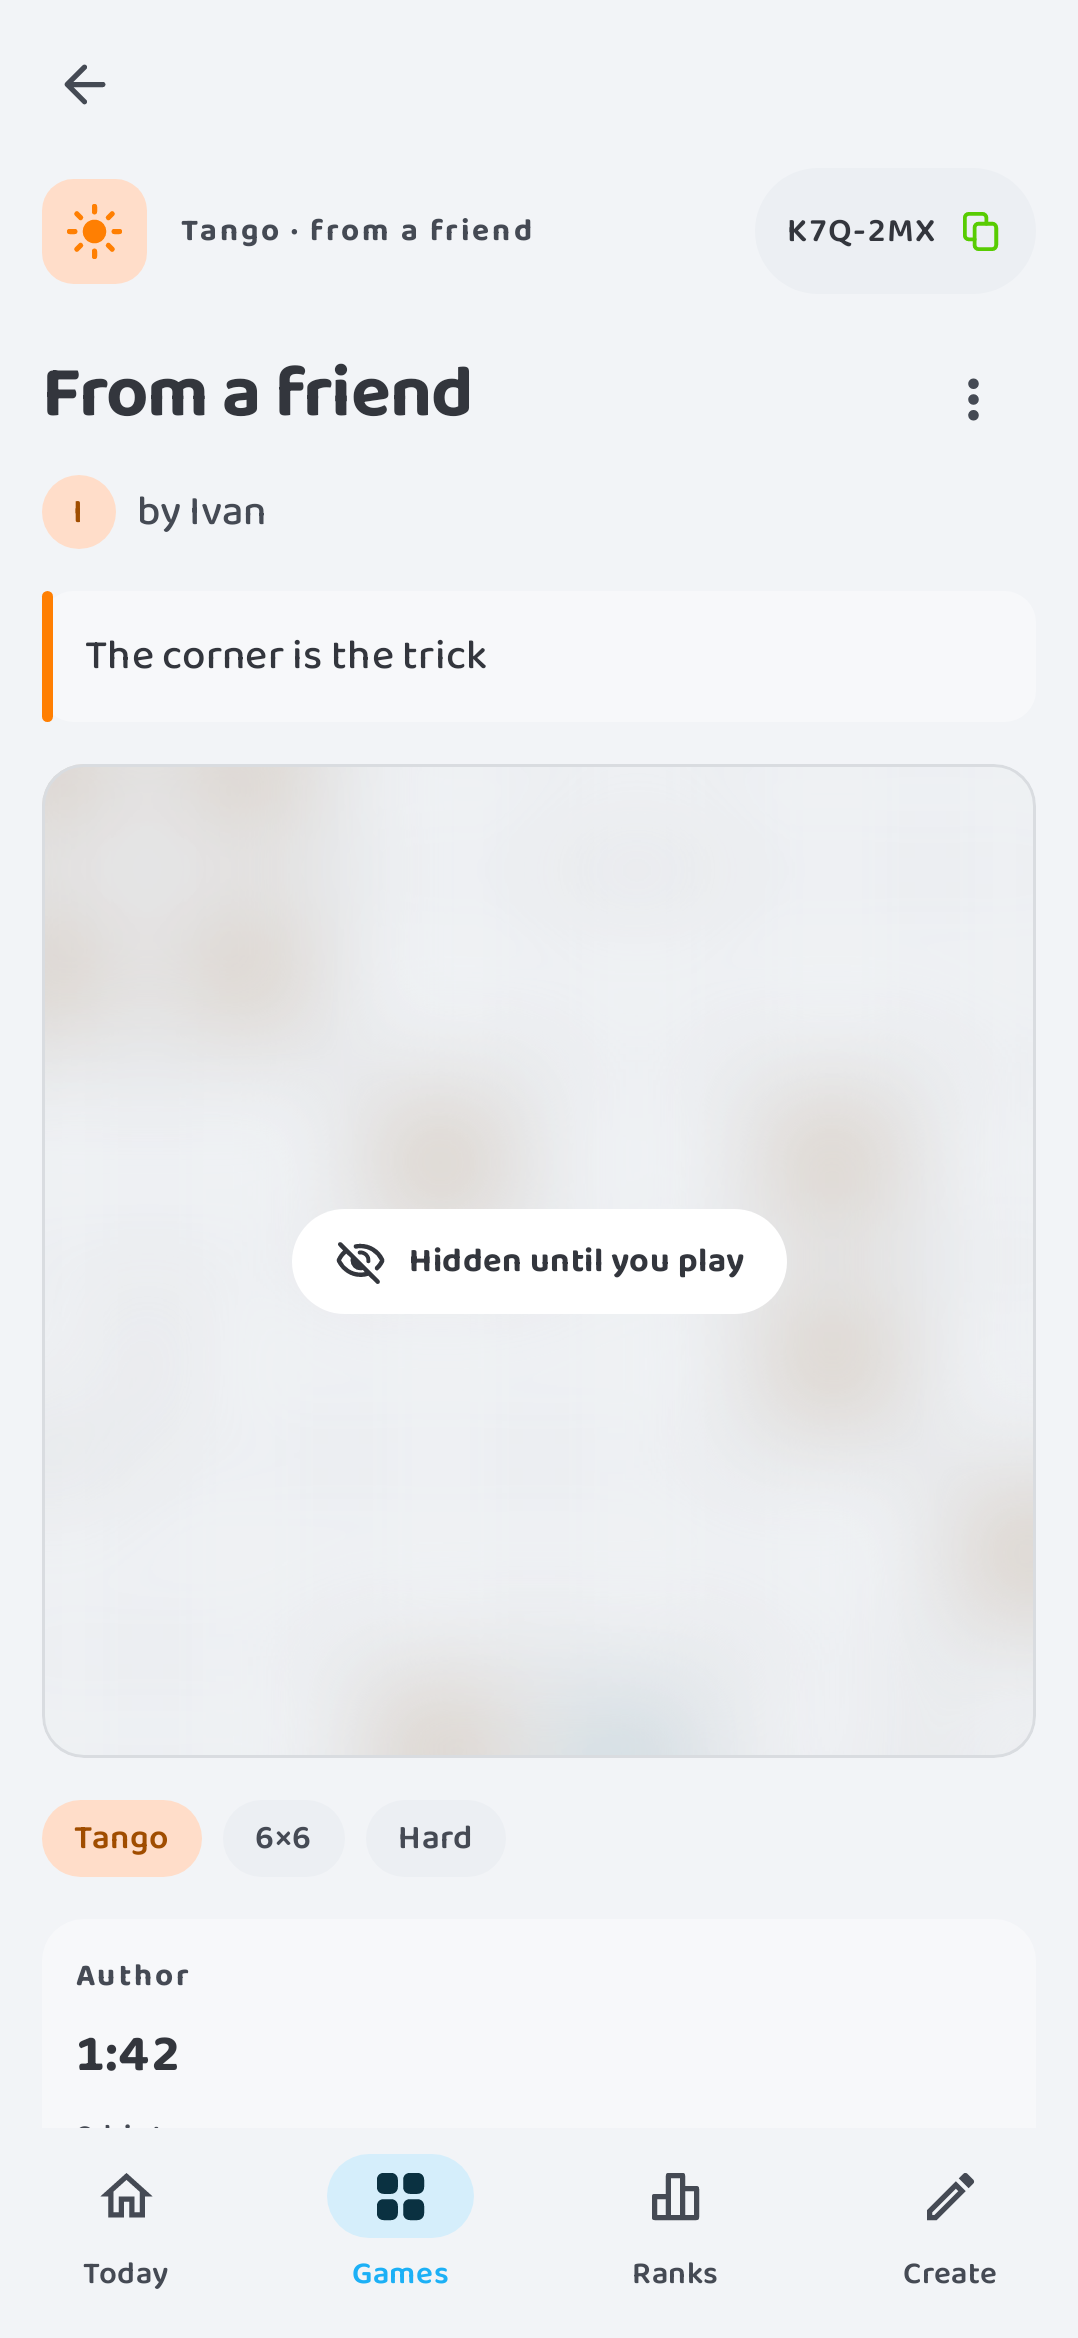 Tango · from a friend
K7Q-2MX
From a friend
I
by Ivan
The corner is the trick
Hidden until you play
Tango
6×6
Hard
Author
1:42
Today
Games
Ranks
Create